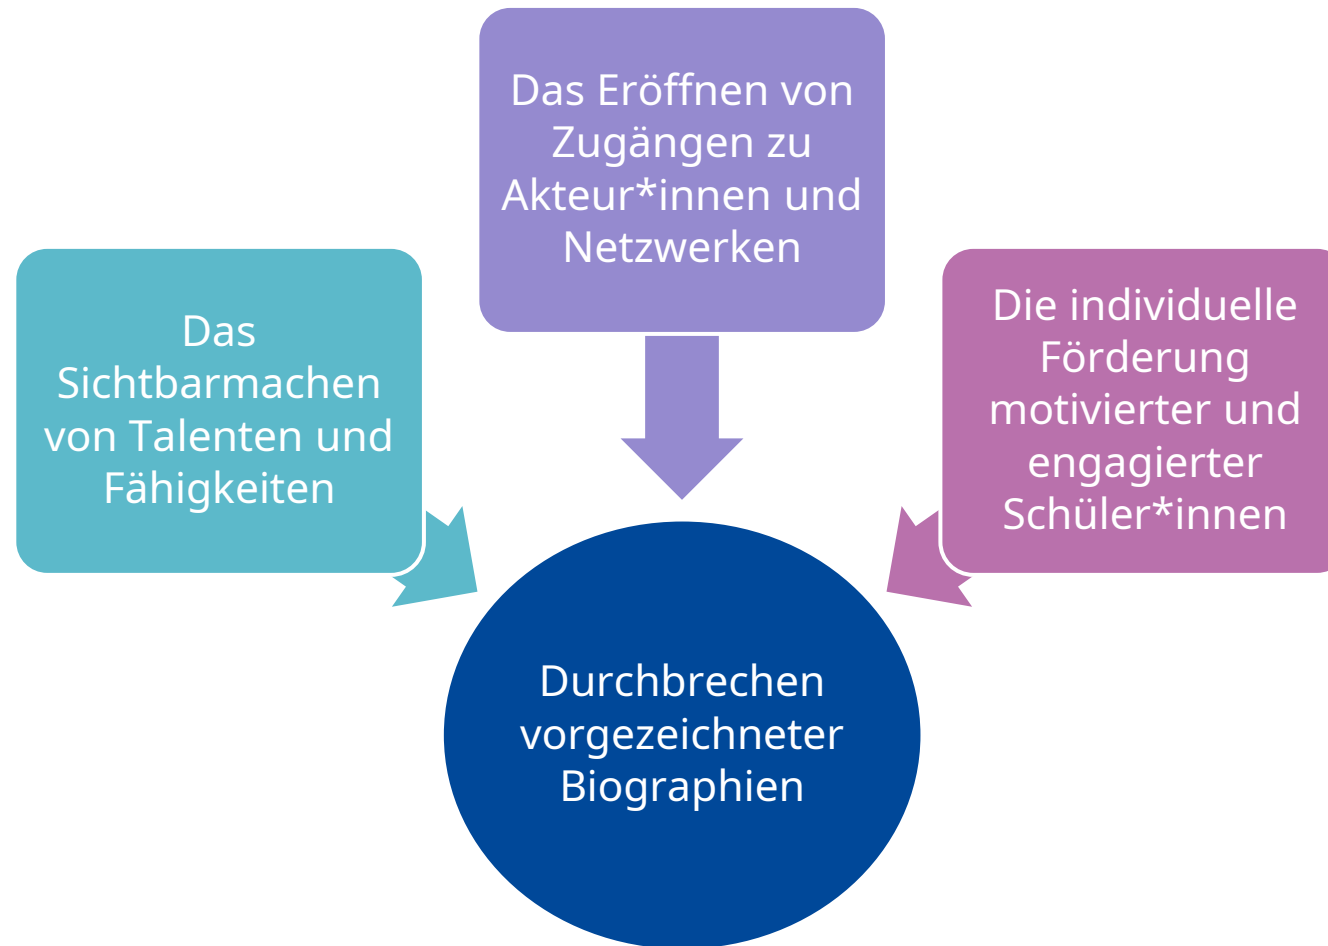 Das Eröffnen von
Zugängen zu
Akteur*innen und
Netzwerken
Das
Sichtbarmachen
von Talenten und
Fähigkeiten
Die individuelle
Förderung
motivierter und
engagierter
Schüler*innen
Durchbrechen
vorgezeichneter
Biographien